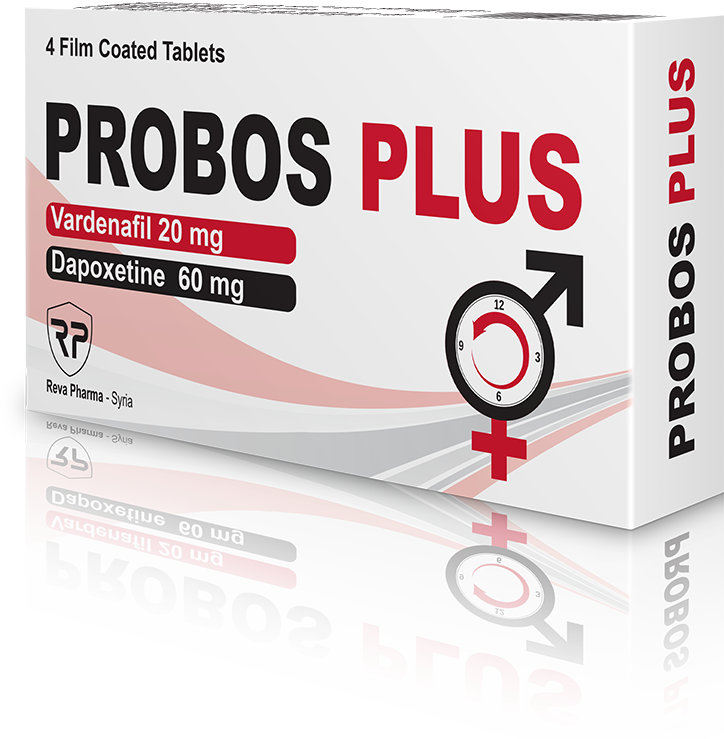 4 Film Coated Tablets
PROBOS PLUS
Vardenafil 20 mg
Dapoxetine 60 mg
12
9
3
6
RP
Reva Pharma - Syria
PROBOS PLUS